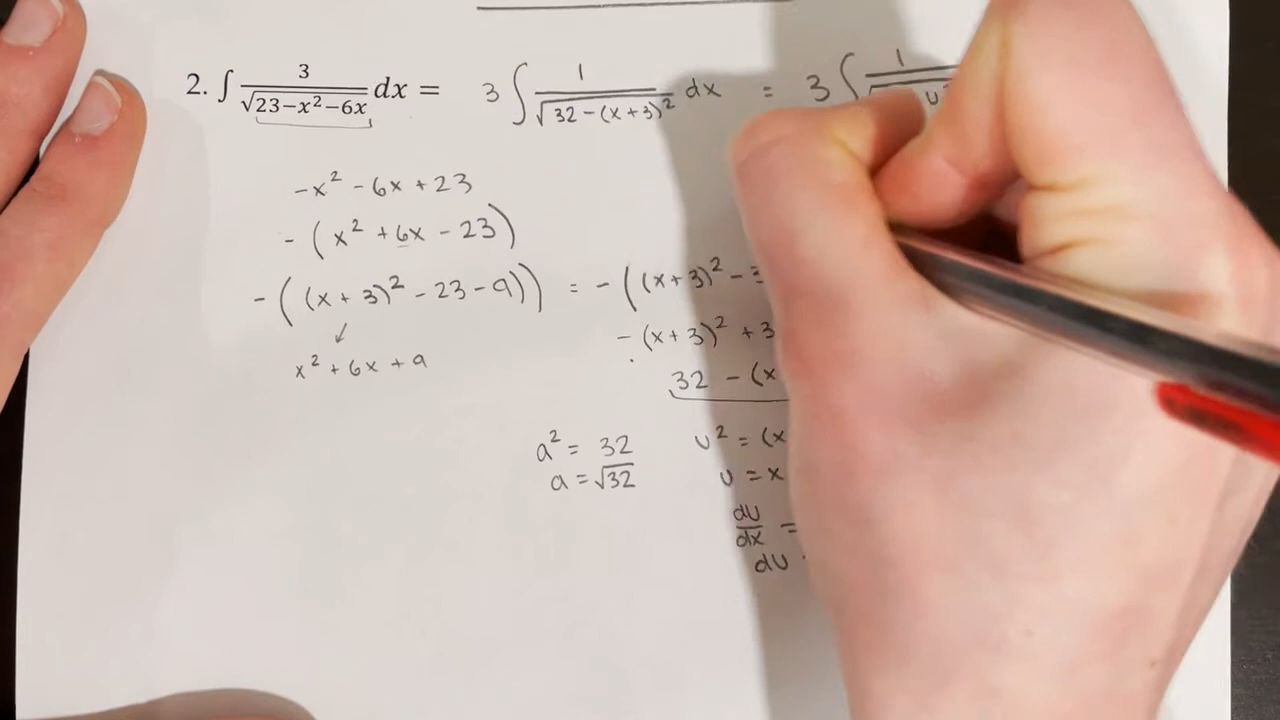 2. ∫ 3/√(23−x²−6x) dx = 3 ∫ 1/√(32 − (x+3)²) dx = 3 ∫ 1/√
-x² - 6x + 23
- (x² + 6x - 23)
- ((x + 3)² - 23 - 9)) = - ((x+3)² -
x² + 6x + 9
- (x+3)² + 3
32 - (x
a² = 32
a = √32
u² = (x
u = x
du/dx =
du